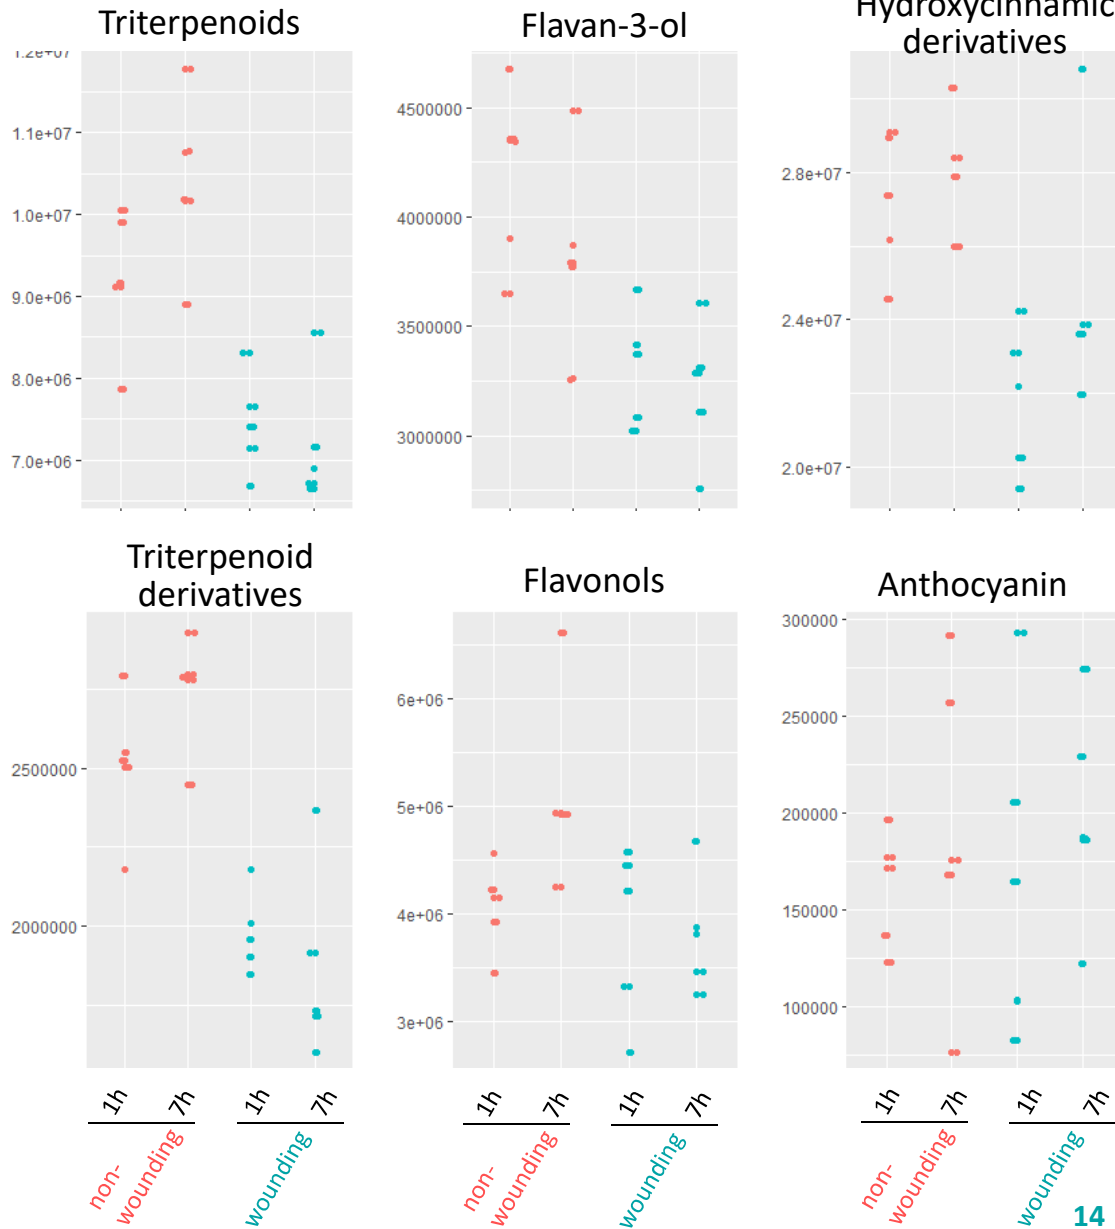 Triterpenoids
Flavan-3-ol
Hydroxycinnamic
derivatives
1.2e+07
1.1e+07
1.0e+07
9.0e+06
8.0e+06
7.0e+06
4500000
4000000
3500000
3000000
2.8e+07
2.4e+07
2.0e+07
Triterpenoid
derivatives
Flavonols
Anthocyanin
2500000
2000000
6e+06
5e+06
4e+06
3e+06
300000
250000
200000
150000
100000
1h
7h
1h
7h
non-
wounding
wounding
1h
7h
1h
7h
non-
wounding
wounding
1h
7h
1h
7h
non-
wounding
wounding
14